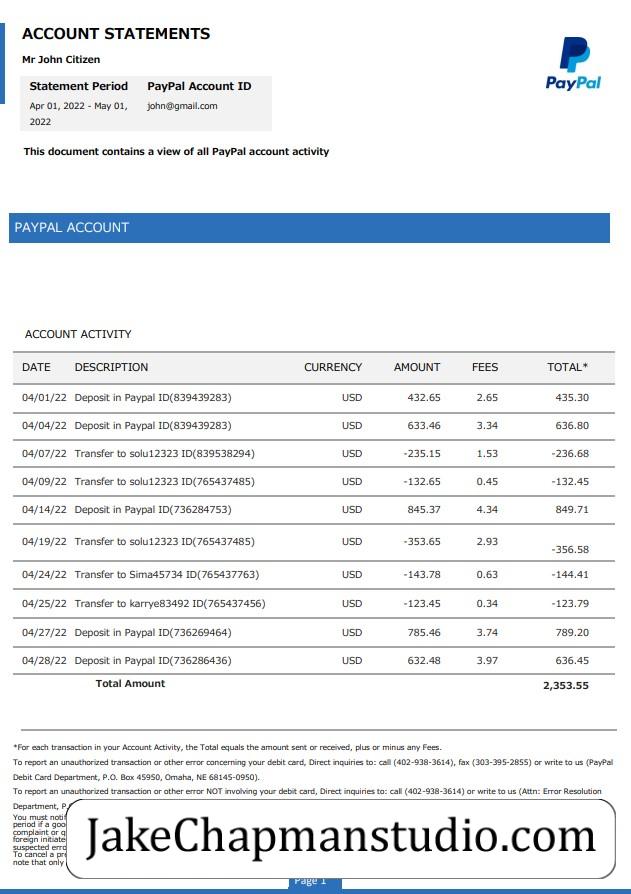 ACCOUNT STATEMENTS
Mr John Citizen
PayPal
Statement Period PayPal Account ID
Apr 01, 2022 - May 01, john@gmail.com
2022
This document contains a view of all PayPal account activity
PAYPAL ACCOUNT
ACCOUNT ACTIVITY
DATE DESCRIPTION CURRENCY AMOUNT FEES TOTAL*
04/01/22 Deposit in Paypal ID(839439283) USD 432.65 2.65 435.30
04/04/22 Deposit in Paypal ID(839439283) USD 633.46 3.34 636.80
04/07/22 Transfer to solu12323 ID(839538294) USD -235.15 1.53 -236.68
04/09/22 Transfer to solu12323 ID(765437485) USD -132.65 0.45 -132.45
04/14/22 Deposit in Paypal ID(736284753) USD 845.37 4.34 849.71
04/19/22 Transfer to solu12323 ID(765437485) USD -353.65 2.93 -356.58
04/24/22 Transfer to Sima45734 ID(765437763) USD -143.78 0.63 -144.41
04/25/22 Transfer to karrye83492 ID(765437456) USD -123.45 0.34 -123.79
04/27/22 Deposit in Paypal ID(736269464) USD 785.46 3.74 789.20
04/28/22 Deposit in Paypal ID(736286436) USD 632.48 3.97 636.45
Total Amount 2,353.55
*For each transaction in your Account Activity, the Total equals the amount sent or received, plus or minus any Fees.
To report an unauthorized transaction or other error concerning your debit card, Direct inquiries to: call (402-938-3614), fax (303-395-2855) or write to us (PayPal
Debit Card Department, P.O. Box 45950, Omaha, NE 68145-0950).
To report an unauthorized transaction or other error NOT involving your debit card, Direct inquiries to: call (402-938-3614) or write to us (Attn: Error Resolution
Department,
You must
period if a
complaint or
foreign
suspected
To cancel a
note that only
JakeChapmanstudio.com
Page 1